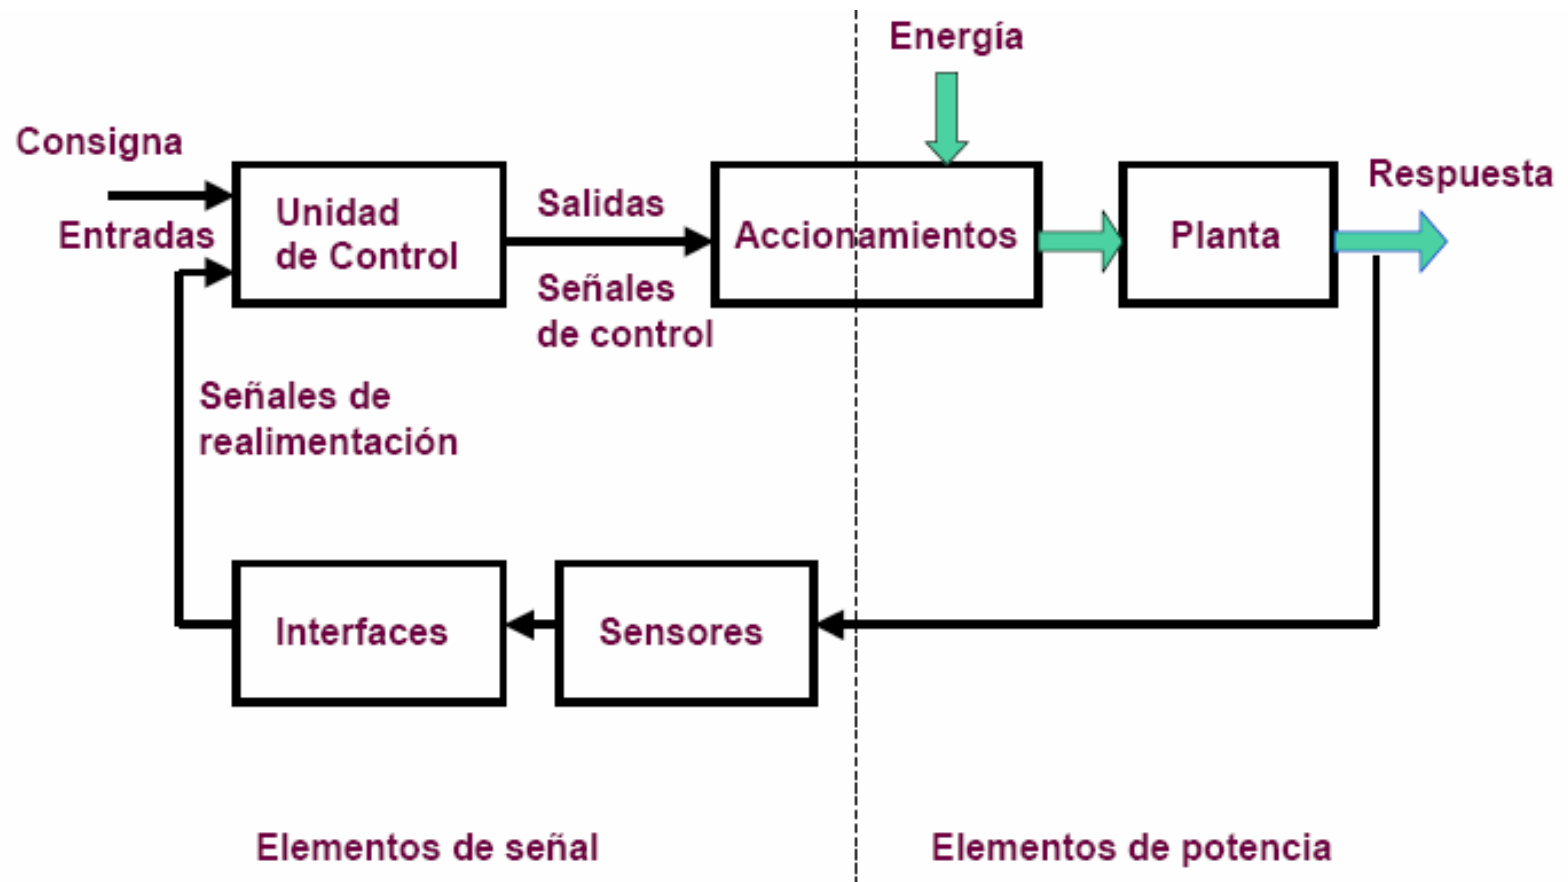 Energía
Consigna
Respuesta
Entradas
Unidad
de Control
Salidas
Señales
de control
Accionamientos
Planta
Señales de
realimentación
Interfaces
Sensores
Elementos de señal
Elementos de potencia